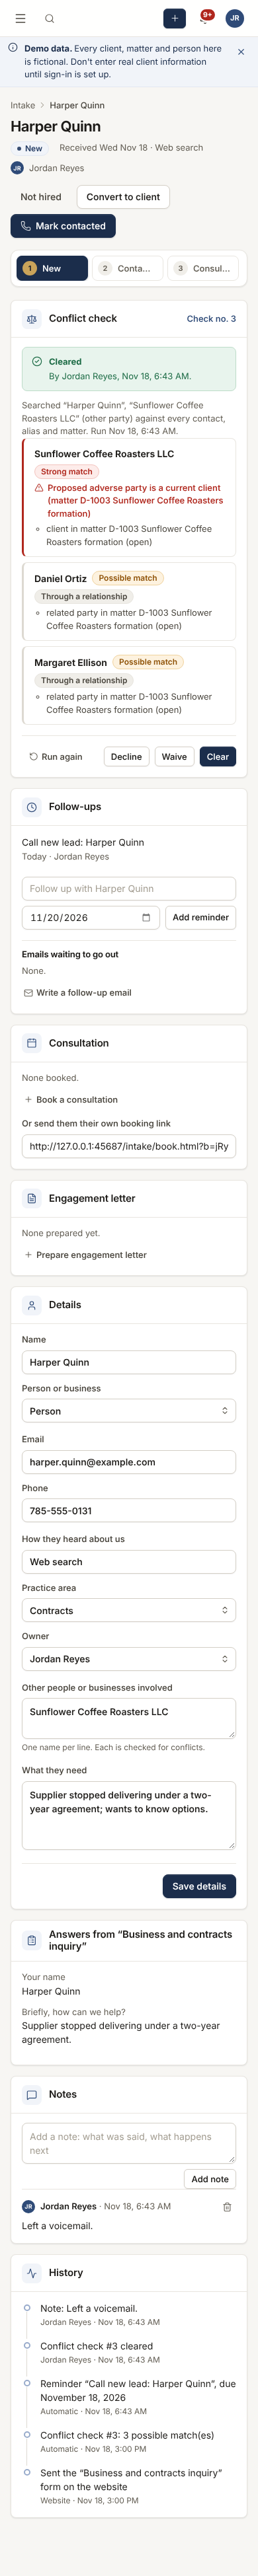 9+
JR
Demo data. Every client, matter and person here
is fictional. Don't enter real client information
until sign-in is set up.
Intake > Harper Quinn
Harper Quinn
New
Received Wed Nov 18 · Web search
JR Jordan Reyes
Not hired
Convert to client
Mark contacted
1 New
2 Conta...
3 Consul...
Conflict check
Check no. 3
Cleared
By Jordan Reyes, Nov 18, 6:43 AM.
Searched “Harper Quinn”, “Sunflower Coffee
Roasters LLC” (other party) against every contact,
alias and matter. Run Nov 18, 6:43 AM.
Sunflower Coffee Roasters LLC
Strong match
Proposed adverse party is a current client
(matter D-1003 Sunflower Coffee Roasters
formation)
client in matter D-1003 Sunflower Coffee
Roasters formation (open)
Daniel Ortiz Possible match
Through a relationship
related party in matter D-1003 Sunflower
Coffee Roasters formation (open)
Margaret Ellison Possible match
Through a relationship
related party in matter D-1003 Sunflower
Coffee Roasters formation (open)
Run again
Decline
Waive
Clear
Follow-ups
Call new lead: Harper Quinn
Today · Jordan Reyes
Follow up with Harper Quinn
11/20/2026
Add reminder
Emails waiting to go out
None.
Write a follow-up email
Consultation
None booked.
+ Book a consultation
Or send them their own booking link
http://127.0.0.1:45687/intake/book.html?b=jRy
Engagement letter
None prepared yet.
+ Prepare engagement letter
Details
Name
Harper Quinn
Person or business
Person
Email
harper.quinn@example.com
Phone
785-555-0131
How they heard about us
Web search
Practice area
Contracts
Owner
Jordan Reyes
Other people or businesses involved
Sunflower Coffee Roasters LLC
One name per line. Each is checked for conflicts.
What they need
Supplier stopped delivering under a two-
year agreement; wants to know options.
Save details
Answers from “Business and contracts
inquiry”
Your name
Harper Quinn
Briefly, how can we help?
Supplier stopped delivering under a two-year
agreement.
Notes
Add a note: what was said, what happens
next
Add note
JR Jordan Reyes · Nov 18, 6:43 AM
Left a voicemail.
History
Note: Left a voicemail.
Jordan Reyes · Nov 18, 6:43 AM
Conflict check #3 cleared
Jordan Reyes · Nov 18, 6:43 AM
Reminder “Call new lead: Harper Quinn”, due
November 18, 2026
Automatic · Nov 18, 6:43 AM
Conflict check #3: 3 possible match(es)
Automatic · Nov 18, 3:00 PM
Sent the “Business and contracts inquiry”
form on the website
Website · Nov 18, 3:00 PM